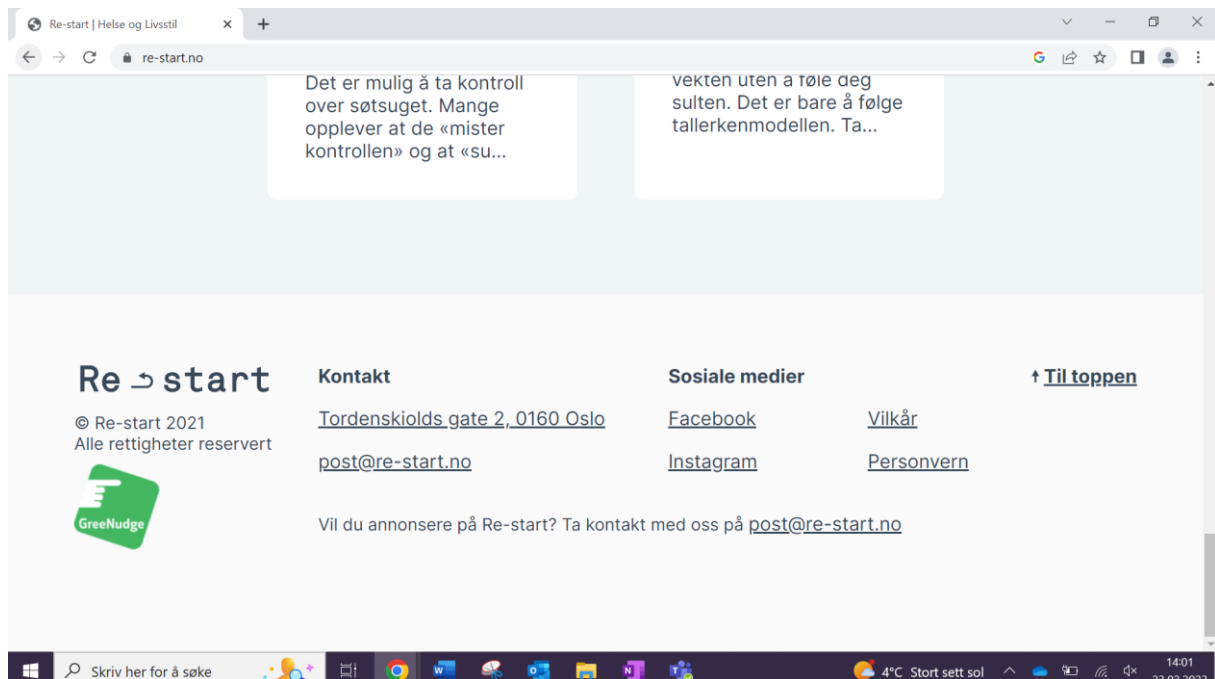 Re-start | Helse og Livsstil
re-start.no
Det er mulig å ta kontroll
over søtsuget. Mange
opplever at de «mister
kontrollen» og at «su...
vekten uten å føle deg
sulten. Det er bare å følge
tallerkenmodellen. Ta...
Re start
© Re-start 2021
Alle rettigheter reservert
GreeNudge
Kontakt
Tordenskiolds gate 2, 0160 Oslo
post@re-start.no
Sosiale medier
Facebook
Instagram
Vilkår
Personvern
↑ Til toppen
Vil du annonsere på Re-start? Ta kontakt med oss på post@re-start.no
Skriv her for å søke
4°C Stort sett sol
14:01